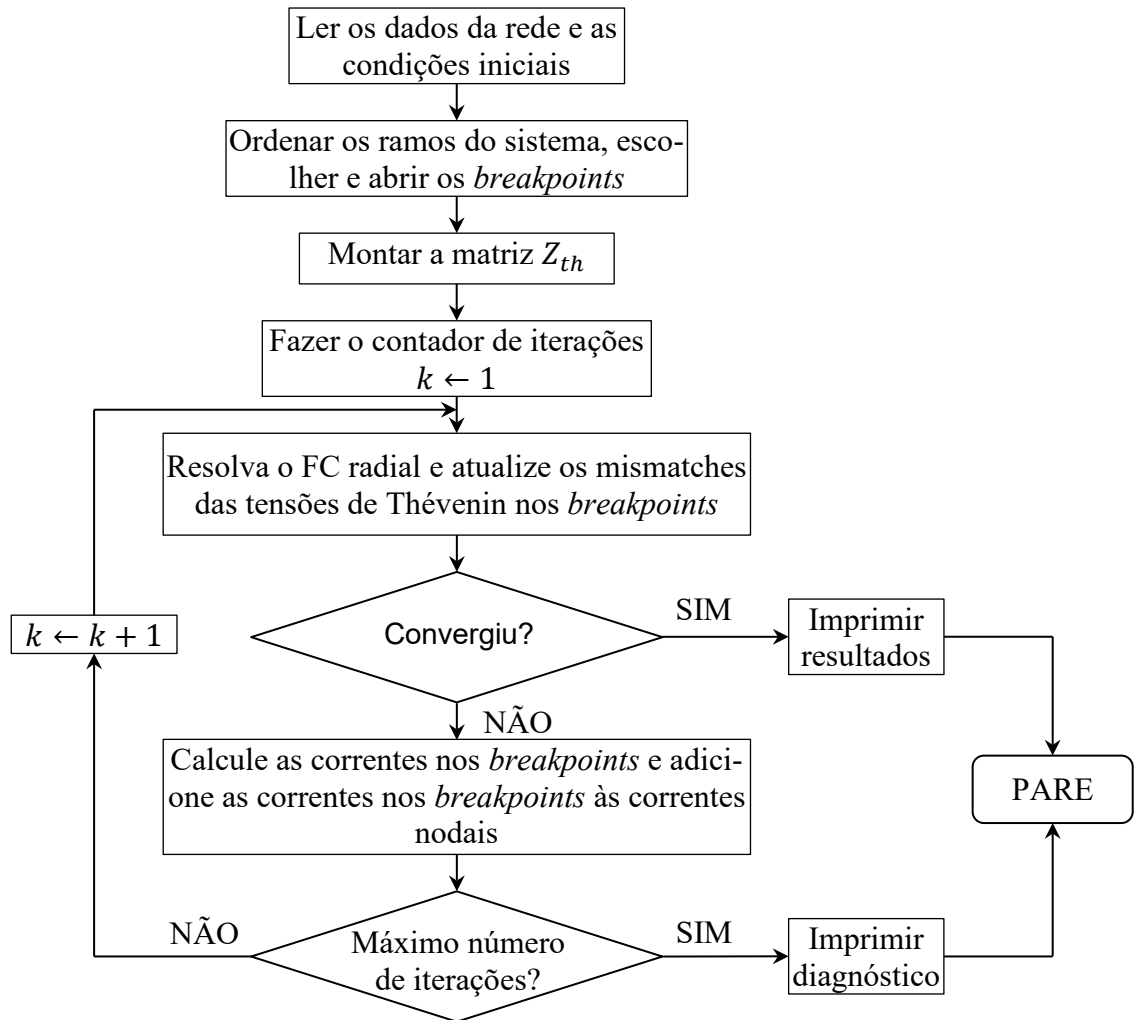 Ler os dados da rede e as
condições iniciais
Ordenar os ramos do sistema, esco-
lher e abrir os breakpoints
Montar a matriz Z_th
Fazer o contador de iterações
k ← 1
Resolva o FC radial e atualize os mismatches
das tensões de Thévenin nos breakpoints
Convergiu?
SIM
Imprimir
resultados
k ← k + 1
NÃO
Calcule as correntes nos breakpoints e adici-
one as correntes nos breakpoints às correntes
nodais
PARE
NÃO
Máximo número
de iterações?
SIM
Imprimir
diagnóstico